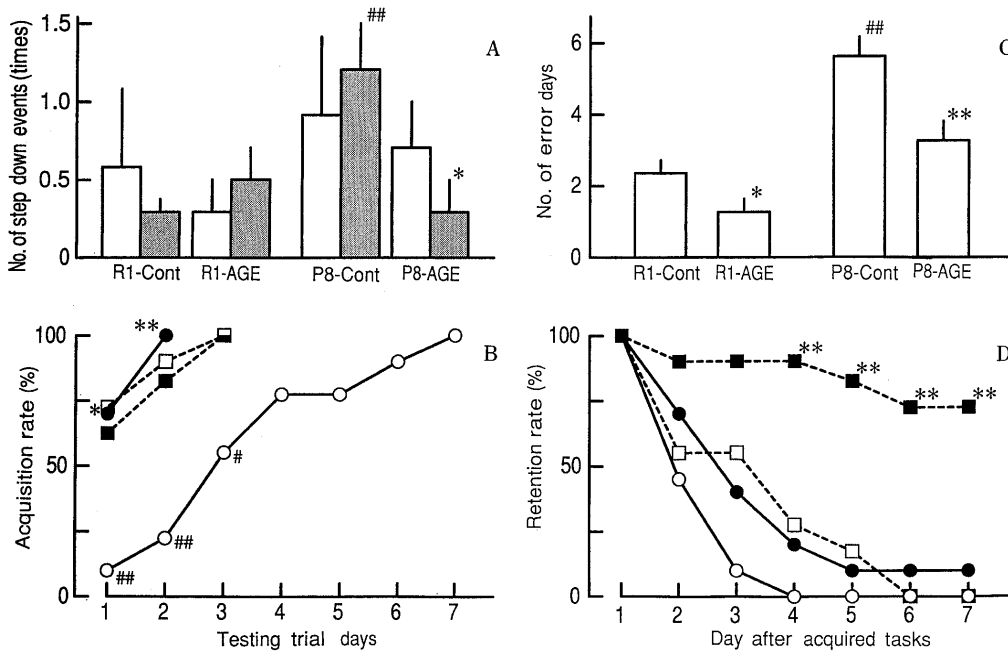 A
No. of step down events (times)
1.5
1.0
0.5
0
##
*
R1-Cont R1-AGE P8-Cont P8-AGE
C
No. of error days
6
4
2
0
*
##
**
R1-Cont R1-AGE P8-Cont P8-AGE
B
Acquisition rate (%)
100
50
0
**
*
#
##
##
1 2 3 4 5 6 7
Testing trial days
D
Retention rate (%)
100
50
0
**
**
**
**
1 2 3 4 5 6 7
Day after acquired tasks